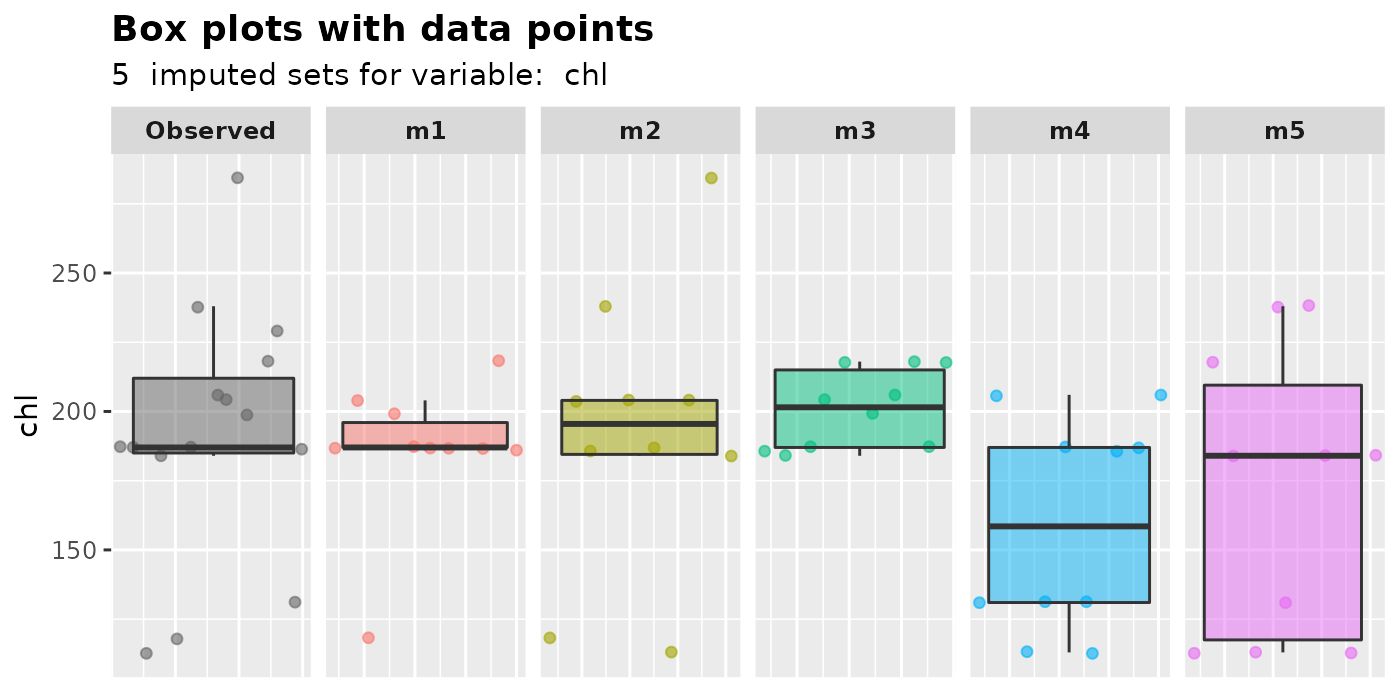 Box plots with data points
5  imputed sets for variable:  chl
Observed m1 m2 m3 m4 m5
250
200
150
chl